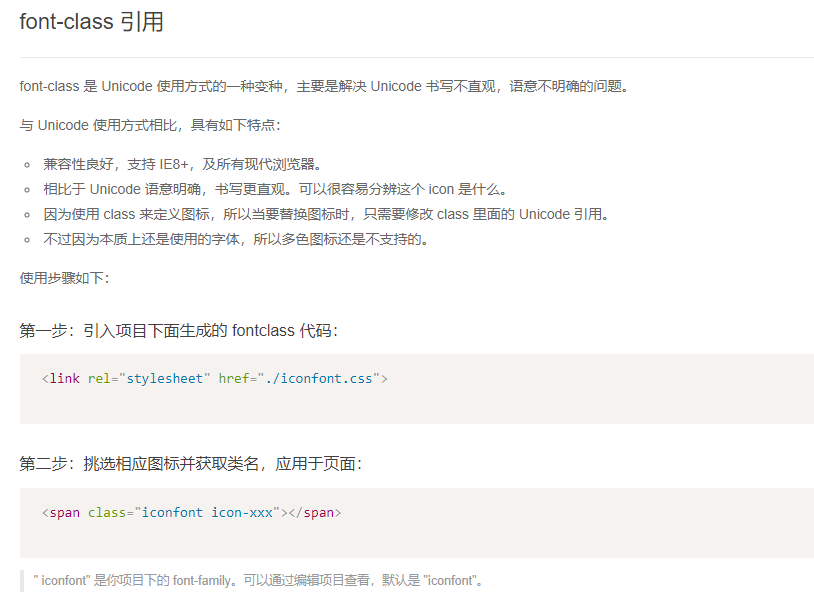 font-class 引用
font-class 是 Unicode 使用方式的一种变种，主要是解决 Unicode 书写不直观，语意不明确的问题。
与 Unicode 使用方式相比，具有如下特点：
兼容性良好，支持 IE8+，及所有现代浏览器。
相比于 Unicode 语意明确，书写更直观。可以很容易分辨这个 icon 是什么。
因为使用 class 来定义图标，所以当要替换图标时，只需要修改 class 里面的 Unicode 引用。
不过因为本质上还是使用的字体，所以多色图标还是不支持的。
使用步骤如下：
第一步：引入项目下面生成的 fontclass 代码：
<link rel="stylesheet" href="./iconfont.css">
第二步：挑选相应图标并获取类名，应用于页面：
<span class="iconfont icon-xxx"></span>
" iconfont" 是你项目下的 font-family。可以通过编辑项目查看，默认是 "iconfont"。